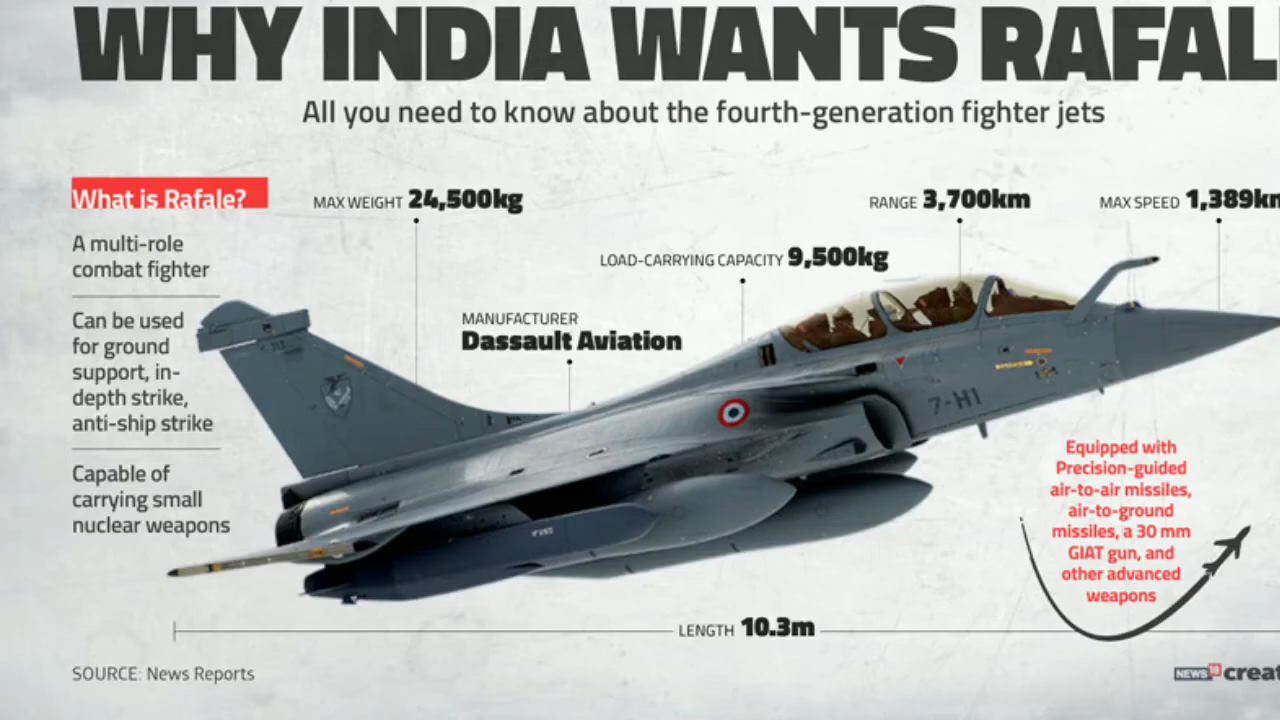 WHY INDIA WANTS RAFAL
All you need to know about the fourth-generation fighter jets
What is Rafale?
A multi-role
combat fighter
Can be used
for ground
support, in-
depth strike,
anti-ship strike
Capable of
carrying small
nuclear weapons
MAX WEIGHT 24,500kg
RANGE 3,700km
MAX SPEED 1,389km
LOAD-CARRYING CAPACITY 9,500kg
MANUFACTURER
Dassault Aviation
7-HI
Equipped with
Precision-guided
air-to-air missiles,
air-to-ground
missiles, a 30 mm
GIAT gun, and
other advanced
weapons
LENGTH 10.3m
SOURCE: News Reports
NEWS18 creat